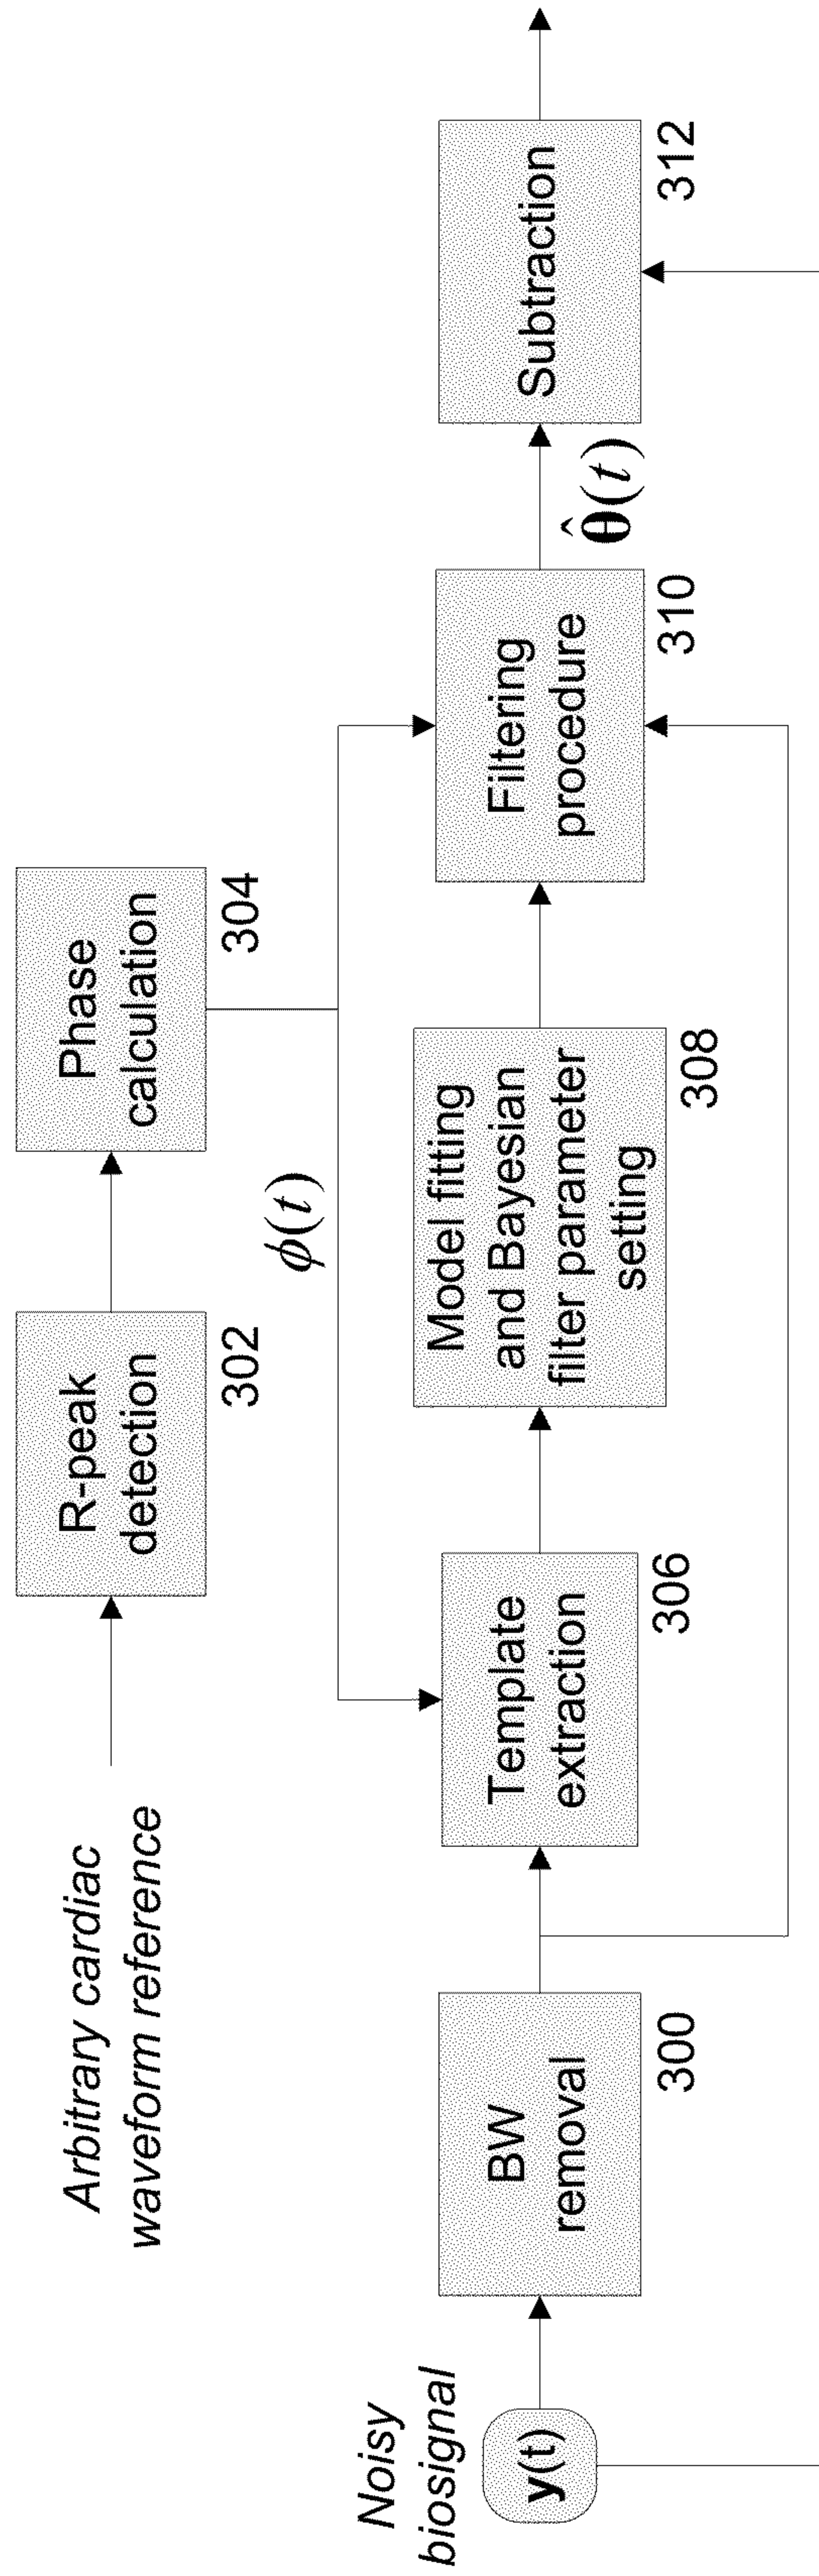 Arbitrary cardiac
waveform reference
R-peak
detection
302
Phase
calculation
304
ϕ(t)
Noisy
biosignal
y(t)
BW
removal
300
Template
extraction
306
Model fitting
and Bayesian
filter parameter
setting
308
Filtering
procedure
310
θ̂(t)
Subtraction
312